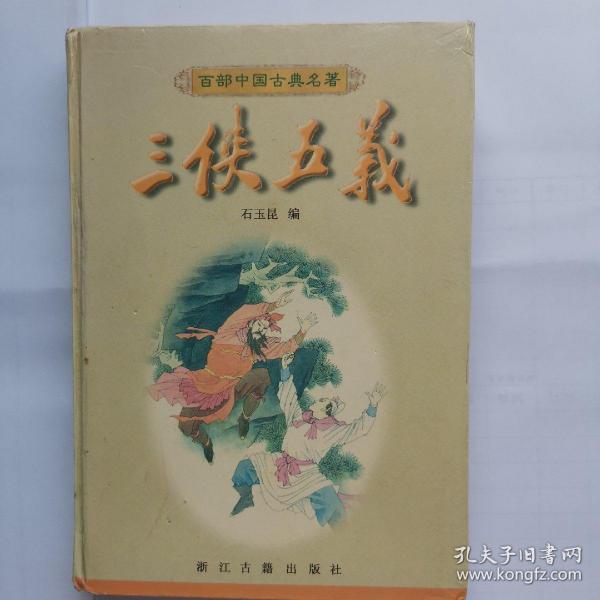 百部中国古典名著
三侠五義
石玉昆 编
浙江古籍出版社
孔夫子旧书网
www.kongfz.com